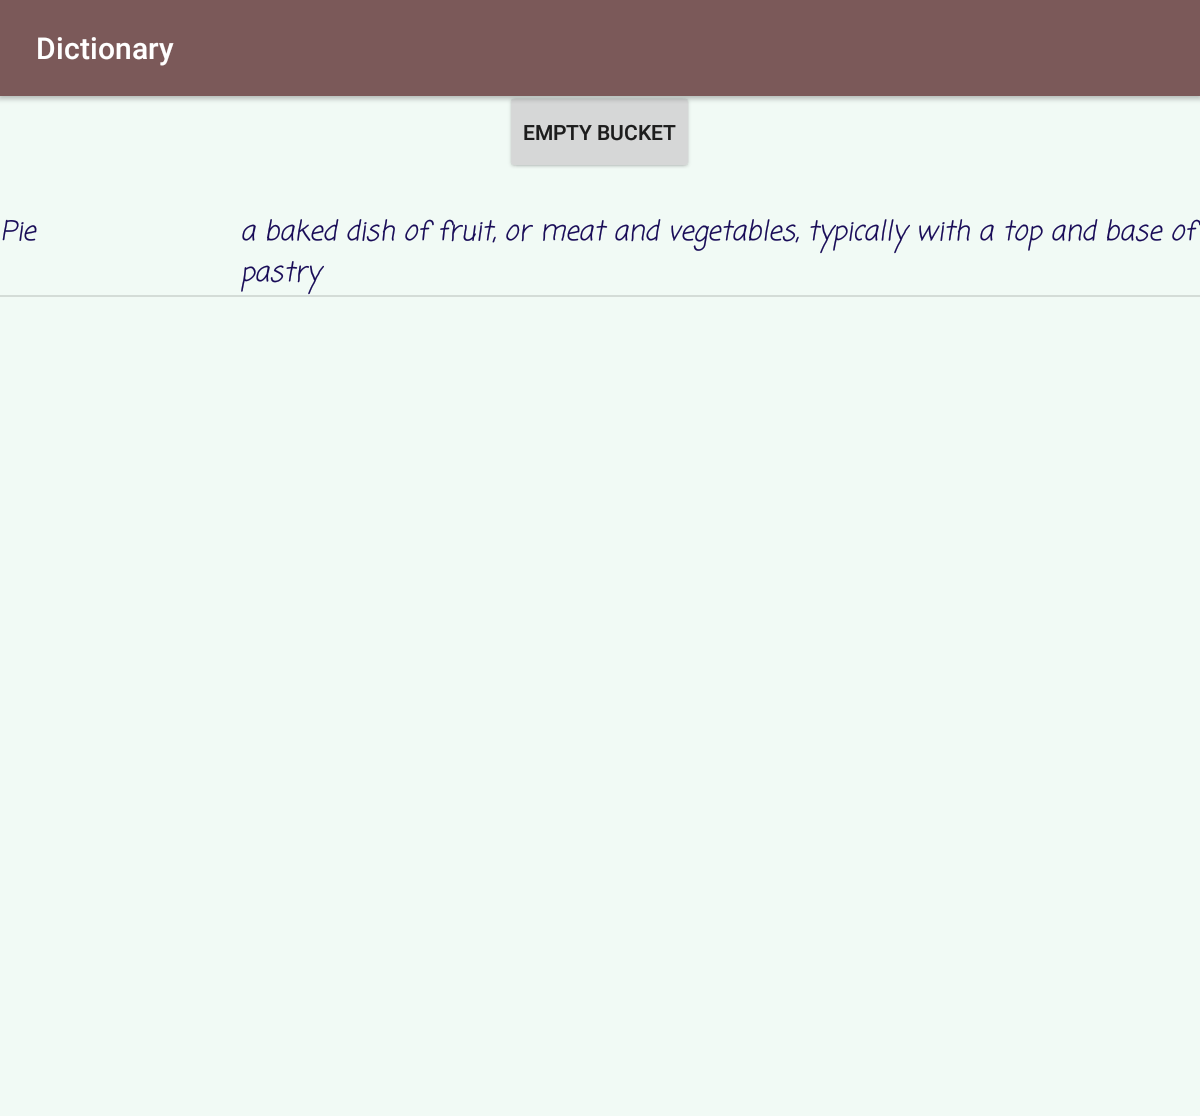 Dictionary
EMPTY BUCKET
Pie
a baked dish of fruit, or meat and vegetables, typically with a top and base of
pastry